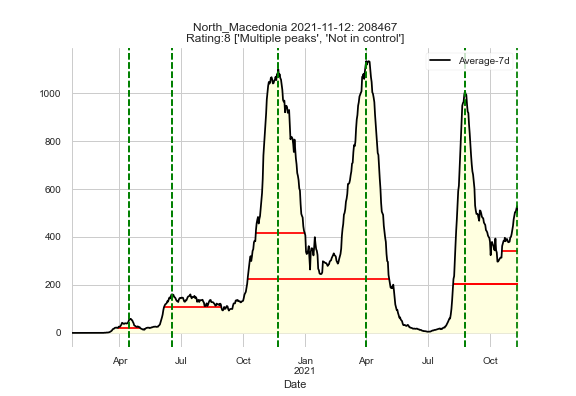 North_Macedonia 2021-11-12: 208467
Rating:8 ['Multiple peaks', 'Not in control']
Average-7d
1000
800
600
400
200
0
Apr
Jul
Oct
Jan
2021
Apr
Jul
Oct
Date